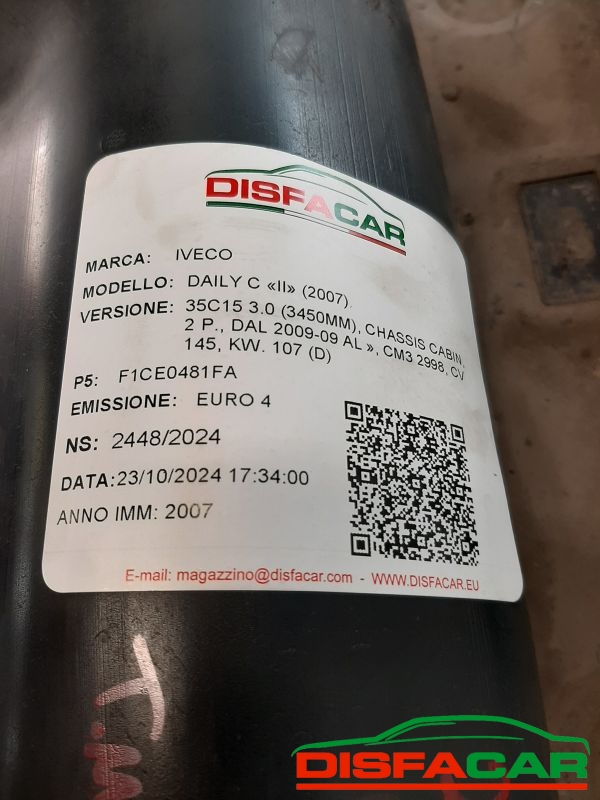 DISFACAR
MARCA: IVECO
MODELLO: DAILY C «II» (2007).
VERSIONE: 35C15 3.0 (3450MM), CHASSIS CABIN,
2 P., DAL 2009-09 AL », CM3 2998, CV
145, KW. 107 (D)
P5: F1CE0481FA
EMISSIONE: EURO 4
NS: 2448/2024
DATA:23/10/2024 17:34:00
ANNO IMM: 2007
E-mail: magazzino@disfacar.com - WWW.DISFACAR.EU
DISFACAR